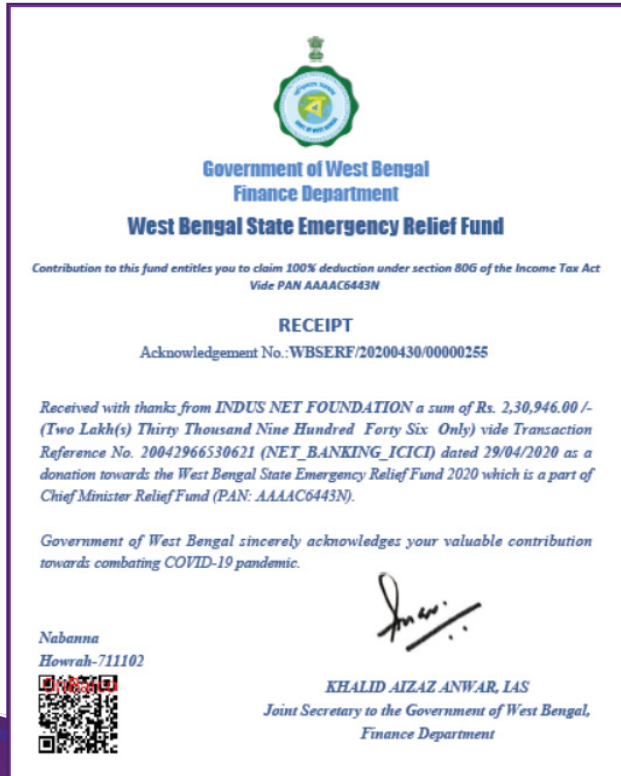 ব
GOVT. OF WEST BENGAL
Government of West Bengal
Finance Department
West Bengal State Emergency Relief Fund
Contribution to this fund entitles you to claim 100% deduction under section 80G of the Income Tax Act
Vide PAN AAAAC6443N
RECEIPT
Acknowledgement No.:WBSERF/20200430/00000255
Received with thanks from INDUS NET FOUNDATION a sum of Rs. 2,30,946.00 /-
(Two Lakh(s) Thirty Thousand Nine Hundred Forty Six Only) vide Transaction
Reference No. 20042966530621 (NET_BANKING_ICICI) dated 29/04/2020 as a
donation towards the West Bengal State Emergency Relief Fund 2020 which is a part of
Chief Minister Relief Fund (PAN: AAAAC6443N).
Government of West Bengal sincerely acknowledges your valuable contribution
towards combating COVID-19 pandemic.
Nabanna
Howrah-711102
KHALID AIZAZ ANWAR, IAS
Joint Secretary to the Government of West Bengal,
Finance Department